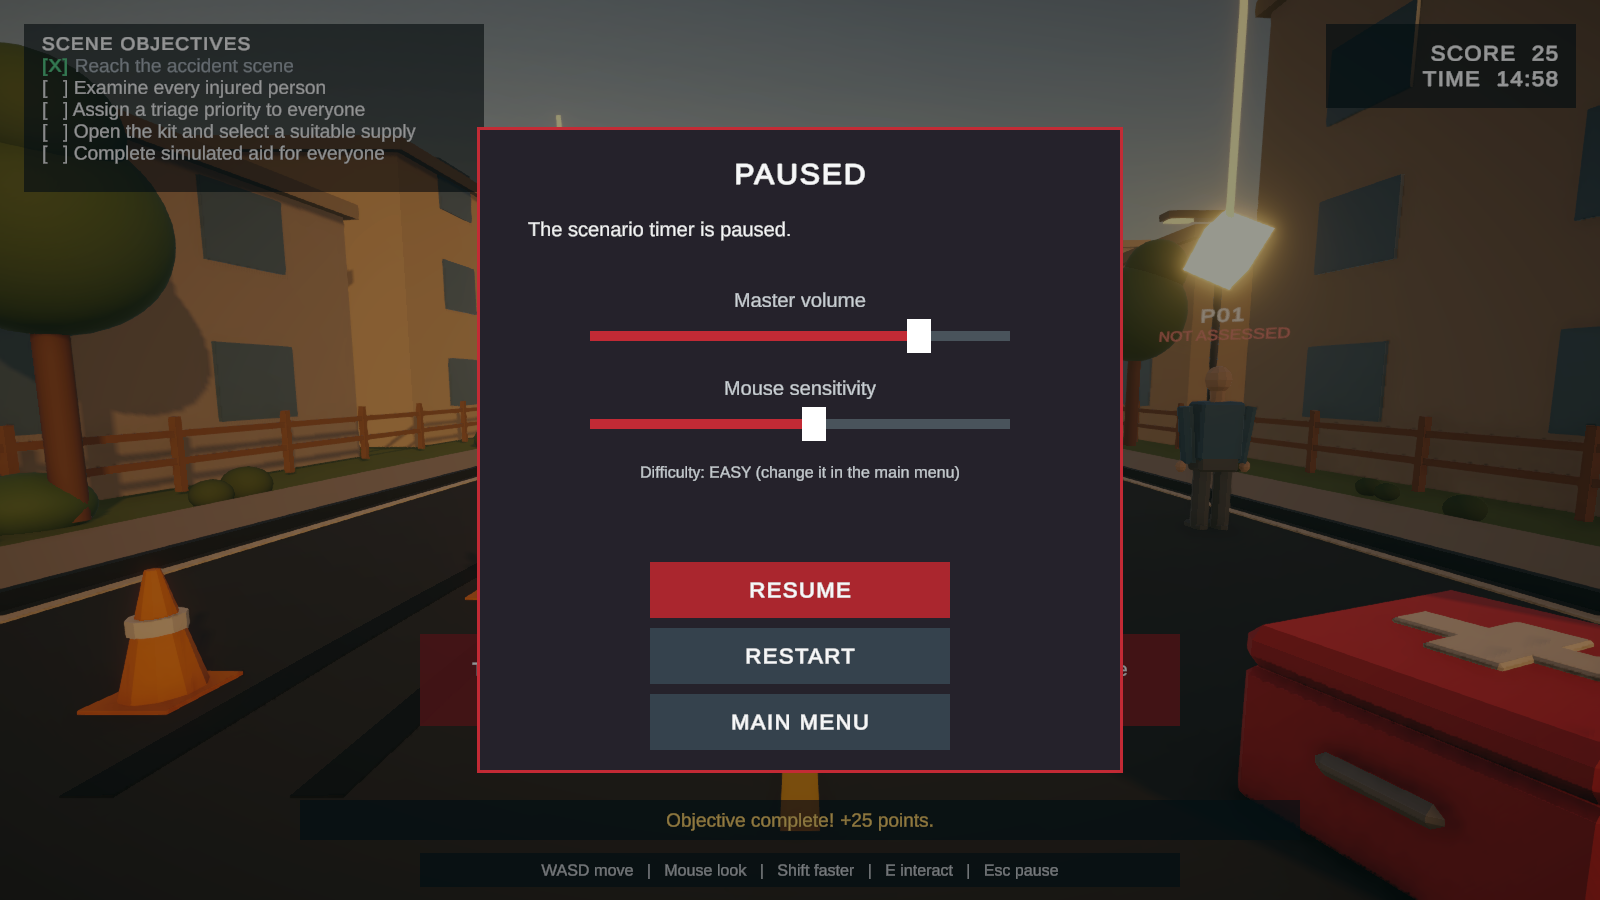 SCENE OBJECTIVES
[X] Reach the accident scene
[ ] Examine every injured person
[ ] Assign a triage priority to everyone
[ ] Open the kit and select a suitable supply
[ ] Complete simulated aid for everyone
SCORE 25
TIME 14:58
PAUSED
The scenario timer is paused.
Master volume
Mouse sensitivity
Difficulty: EASY (change it in the main menu)
RESUME
RESTART
MAIN MENU
P01
NOT ASSESSED
Objective complete! +25 points.
WASD move | Mouse look | Shift faster | E interact | Esc pause